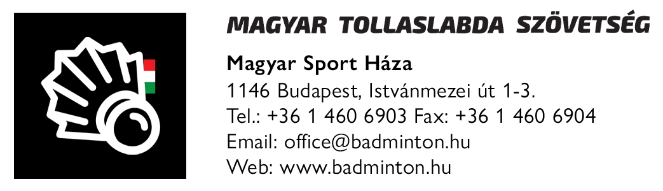 MAGYAR TOLLASLABDA SZÖVETSÉG
Magyar Sport Háza
1146 Budapest, Istvánmezei út 1-3.
Tel.: +36 1 460 6903 Fax: +36 1 460 6904
Email: office@badminton.hu
Web: www.badminton.hu